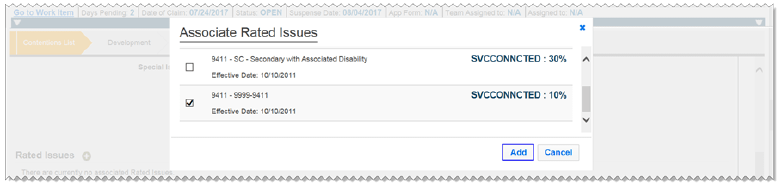 Go to Work Item | Days Pending: 2 | Date of Claim: 07/24/2017 | Status: OPEN | Suspense Date: 08/04/2017 | App Form: N/A | Team Assigned to: N/A | Assigned to: N/A
Contentions List Development
Associate Rated Issues ×
Special
9411 - SC - Secondary with Associated Disability SVCCONNCTED : 30%
Effective Date: 10/10/2011
9411 - 9999-9411 SVCCONNCTED : 10%
Effective Date: 10/10/2011
Add Cancel
Rated Issues
There are currently no associated Rated Issues